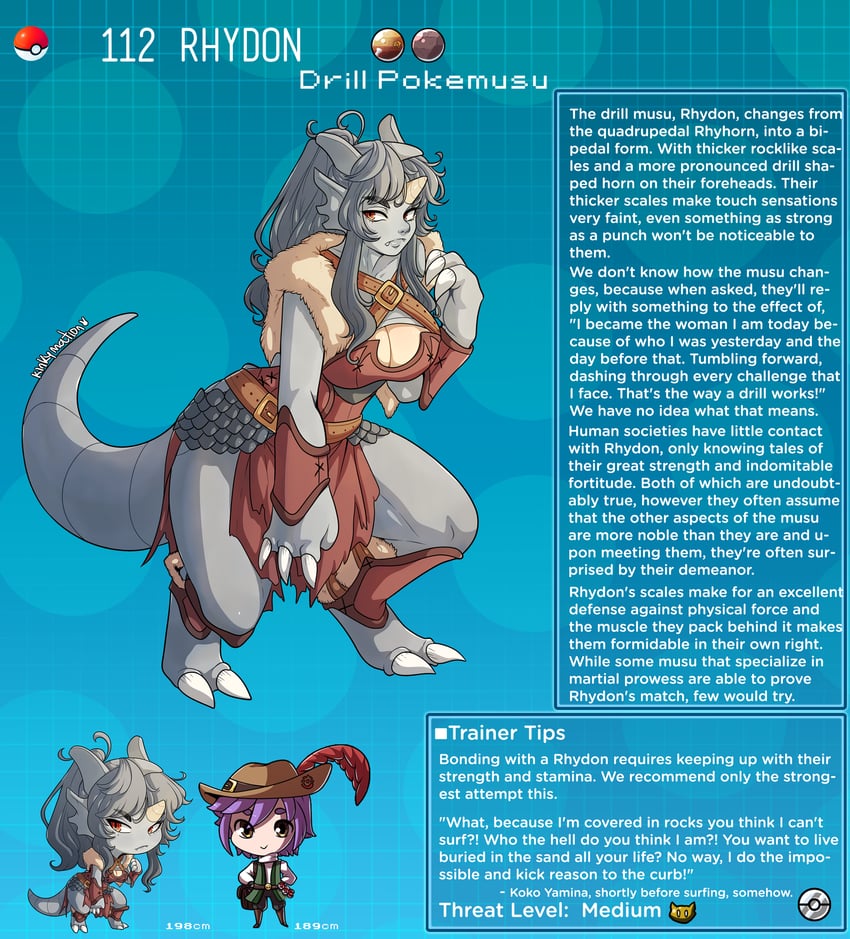 112 RHYDON
Drill Pokemusu
The drill musu, Rhydon, changes from
the quadrupedal Rhyhorn, into a bi-
pedal form. With thicker rocklike sca-
les and a more pronounced drill sha-
ped horn on their foreheads. Their
thicker scales make touch sensations
very faint, even something as strong
as a punch won't be noticeable to
them.
We don't know how the musu chan-
ges, because when asked, they'll re-
ply with something to the effect of,
"I became the woman I am today be-
cause of who I was yesterday and the
day before that. Tumbling forward,
dashing through every challenge that
I face. That's the way a drill works!"
We have no idea what that means.
Human societies have little contact
with Rhydon, only knowing tales of
their great strength and indomitable
fortitude. Both of which are undoubt-
ably true, however they often assume
that the other aspects of the musu
are more noble than they are and u-
pon meeting them, they're often sur-
prised by their demeanor.
Rhydon's scales make for an excellent
defense against physical force and
the muscle they pack behind it makes
them formidable in their own right.
While some musu that specialize in
martial prowess are able to prove
Rhydon's match, few would try.
kinkymation
■Trainer Tips
Bonding with a Rhydon requires keeping up with their
strength and stamina. We recommend only the strong-
est attempt this.
"What, because I'm covered in rocks you think I can't
surf?! Who the hell do you think I am?! You want to live
buried in the sand all your life? No way, I do the impo-
ssible and kick reason to the curb!"
~ Koko Yamina, shortly before surfing, somehow.
Threat Level: Medium
198cm
189cm